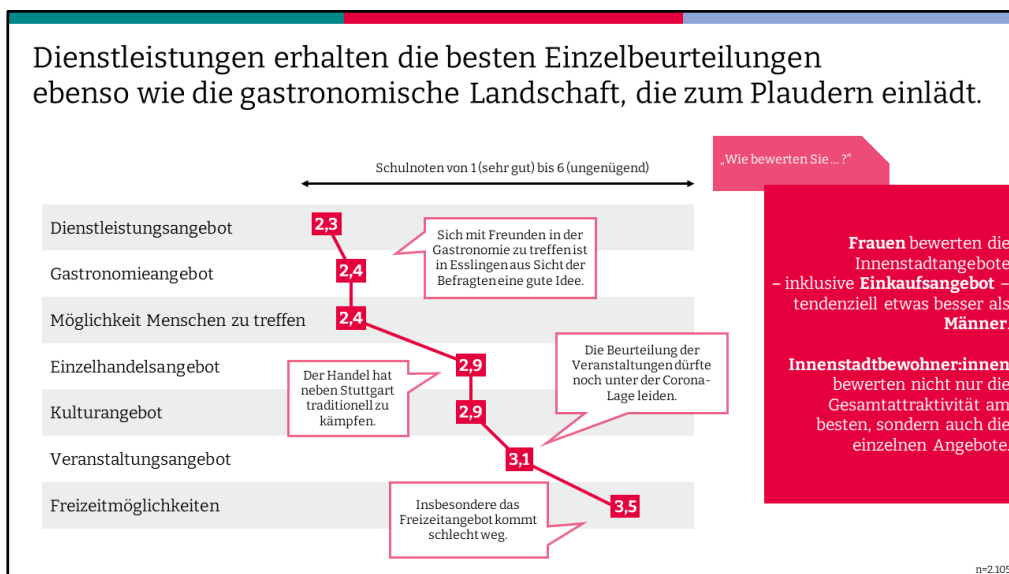 Dienstleistungen erhalten die besten Einzelbeurteilungen
ebenso wie die gastronomische Landschaft, die zum Plaudern einlädt.
Schulnoten von 1 (sehr gut) bis 6 (ungenügend)
„Wie bewerten Sie ... ?“
Dienstleistungsangebot
2,3
Gastronomieangebot
2,4
Möglichkeit Menschen zu treffen
2,4
Einzelhandelsangebot
2,9
Kulturangebot
2,9
Veranstaltungsangebot
3,1
Freizeitmöglichkeiten
3,5
Sich mit Freunden in der
Gastronomie zu treffen ist
in Esslingen aus Sicht der
Befragten eine gute Idee.
Der Handel hat
neben Stuttgart
traditionell zu
kämpfen.
Die Beurteilung der
Veranstaltungen dürfte
noch unter der Corona-
Lage leiden.
Insbesondere das
Freizeitangebot kommt
schlecht weg.
Frauen bewerten die
Innenstadtangebote
– inklusive Einkaufsangebot –
tendenziell etwas besser als
Männer.
Innenstadtbewohner:innen
bewerten nicht nur die
Gesamtattraktivität am
besten, sondern auch die
einzelnen Angebote.
n=2.105